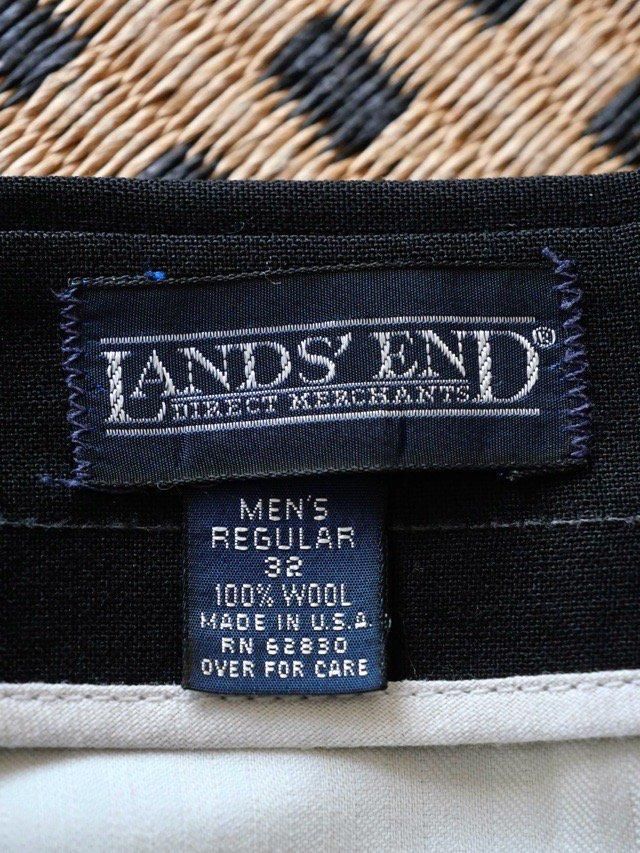 LANDS' END®
DIRECT MERCHANTS
MEN'S
REGULAR
32
100% WOOL
MADE IN U.S.A.
RN 62830
OVER FOR CARE